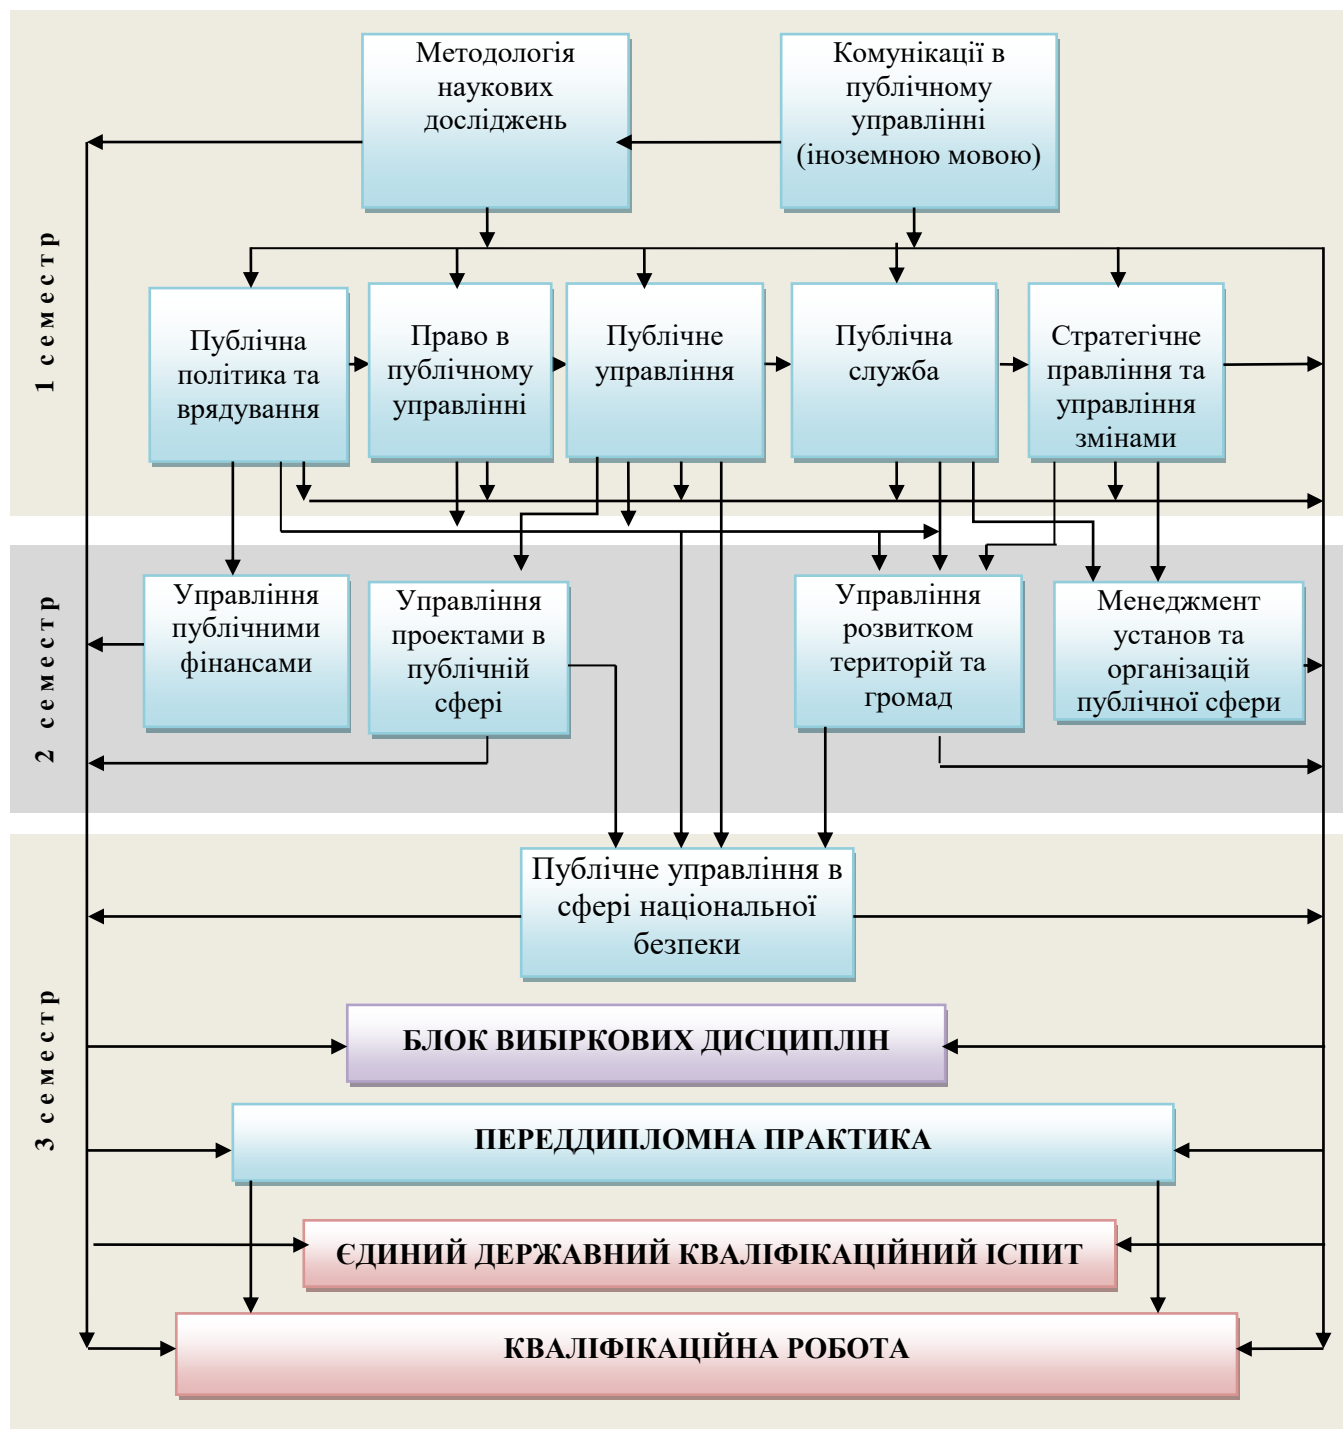 Методологія
наукових
досліджень
Комунікації в
публічному
управлінні
(іноземною мовою)
1 семестр
Публічна
політика та
врядування
Право в
публічному
управлінні
Публічне
управління
Публічна
служба
Стратегічне
правління та
управління
змінами
2 семестр
Управління
публічними
фінансами
Управління
проектами в
публічній
сфері
Управління
розвитком
територій та
громад
Менеджмент
установ та
організацій
публічної сфери
3 семестр
Публічне управління в
сфері національної
безпеки
БЛОК ВИБІРКОВИХ ДИСЦИПЛІН
ПЕРЕДДИПЛОМНА ПРАКТИКА
ЄДИНИЙ ДЕРЖАВНИЙ КВАЛІФІКАЦІЙНИЙ ІСПИТ
КВАЛІФІКАЦІЙНА РОБОТА